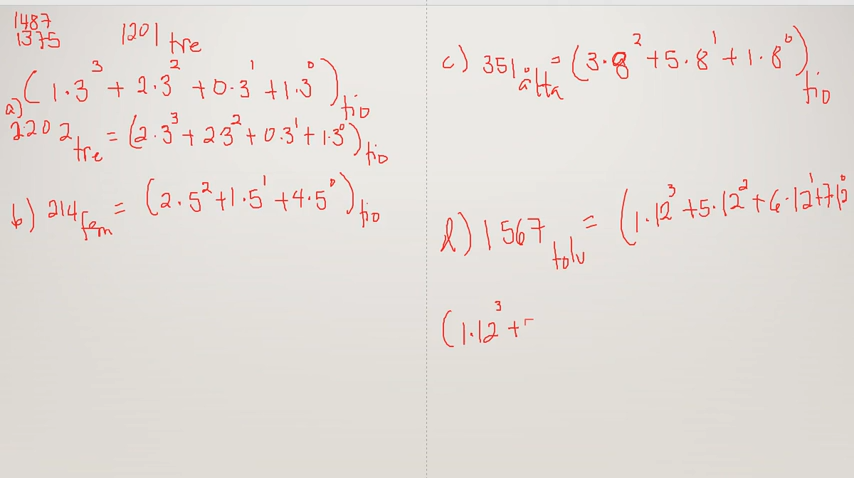 1487
1375
1201 tre
(1·3³ + 2·3² + 0·3¹ + 1·3⁰) tio
a) 2202 tre = (2·3³ + 2·3² + 0·3¹ + 1·3⁰) tio
b) 214 fem = (2·5² + 1·5¹ + 4·5⁰) tio
c) 351 åtta = (3·8² + 5·8¹ + 1·8⁰) tio
d) 1567 tolv = (1·12³ + 5·12² + 6·12¹ + 7·12⁰
(1·12³ +